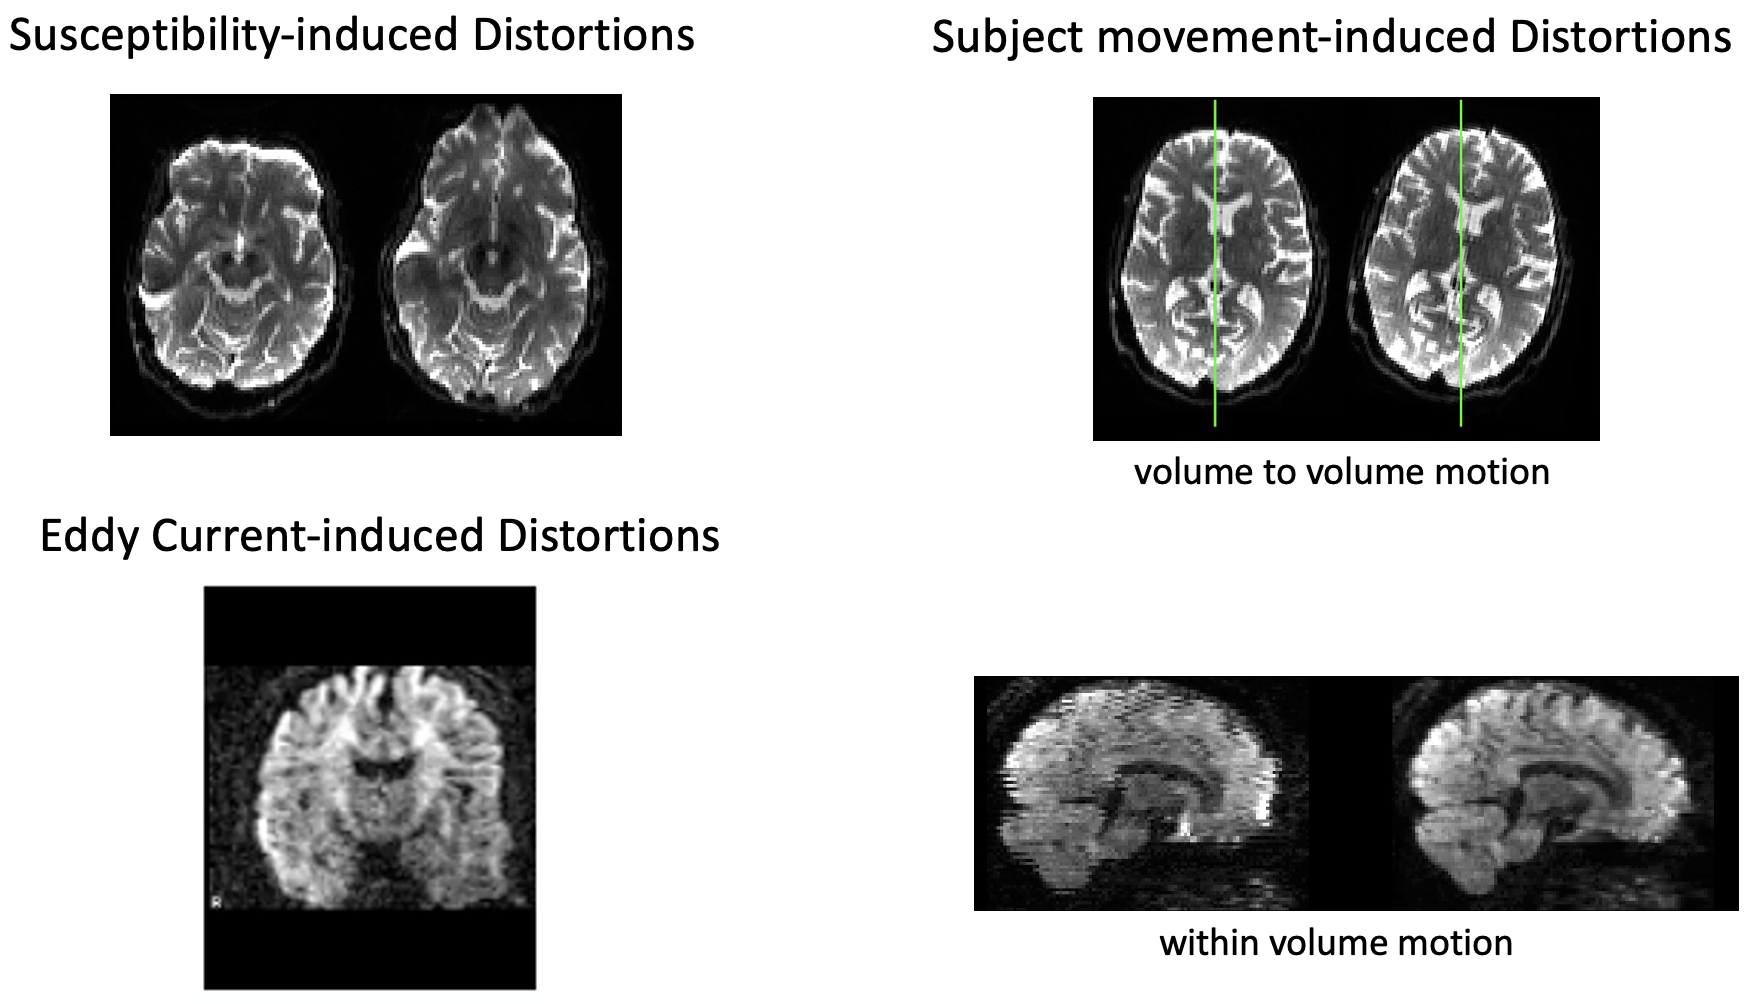 Susceptibility-induced Distortions
Subject movement-induced Distortions
volume to volume motion
Eddy Current-induced Distortions
R
within volume motion